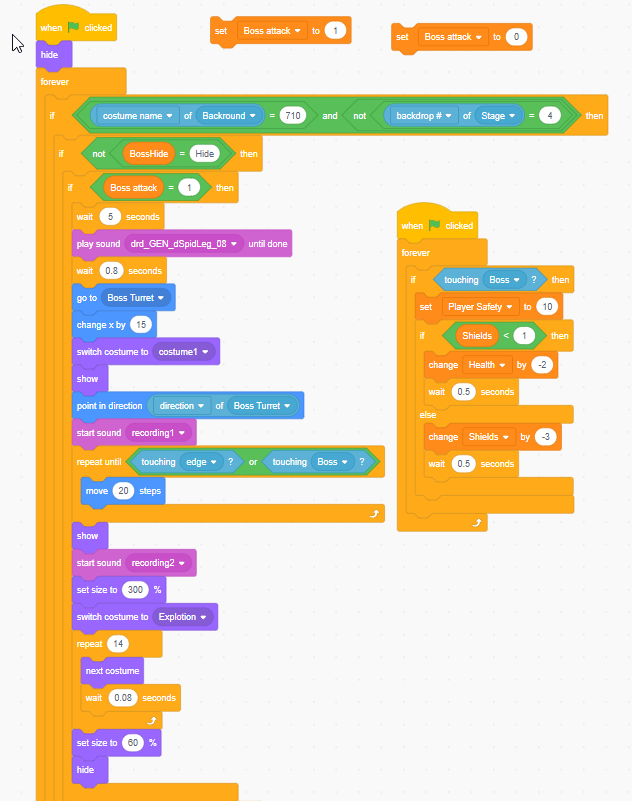 when clicked
hide
forever
if costume name of Backround = 710 and not backdrop # of Stage = 4 then
if not BossHide = Hide then
if Boss attack = 1 then
wait 5 seconds
play sound drd_GEN_dSpidLeg_08 until done
wait 0.8 seconds
go to Boss Turret
change x by 15
switch costume to costume1
show
point in direction direction of Boss Turret
start sound recording1
repeat until touching edge ? or touching Boss ?
move 20 steps
show
start sound recording2
set size to 300 %
switch costume to Explotion
repeat 14
next costume
wait 0.08 seconds
set size to 60 %
hide
set Boss attack to 1
set Boss attack to 0
when clicked
forever
if touching Boss ? then
set Player Safety to 10
if Shields < 1 then
change Health by -2
wait 0.5 seconds
else
change Shields by -3
wait 0.5 seconds